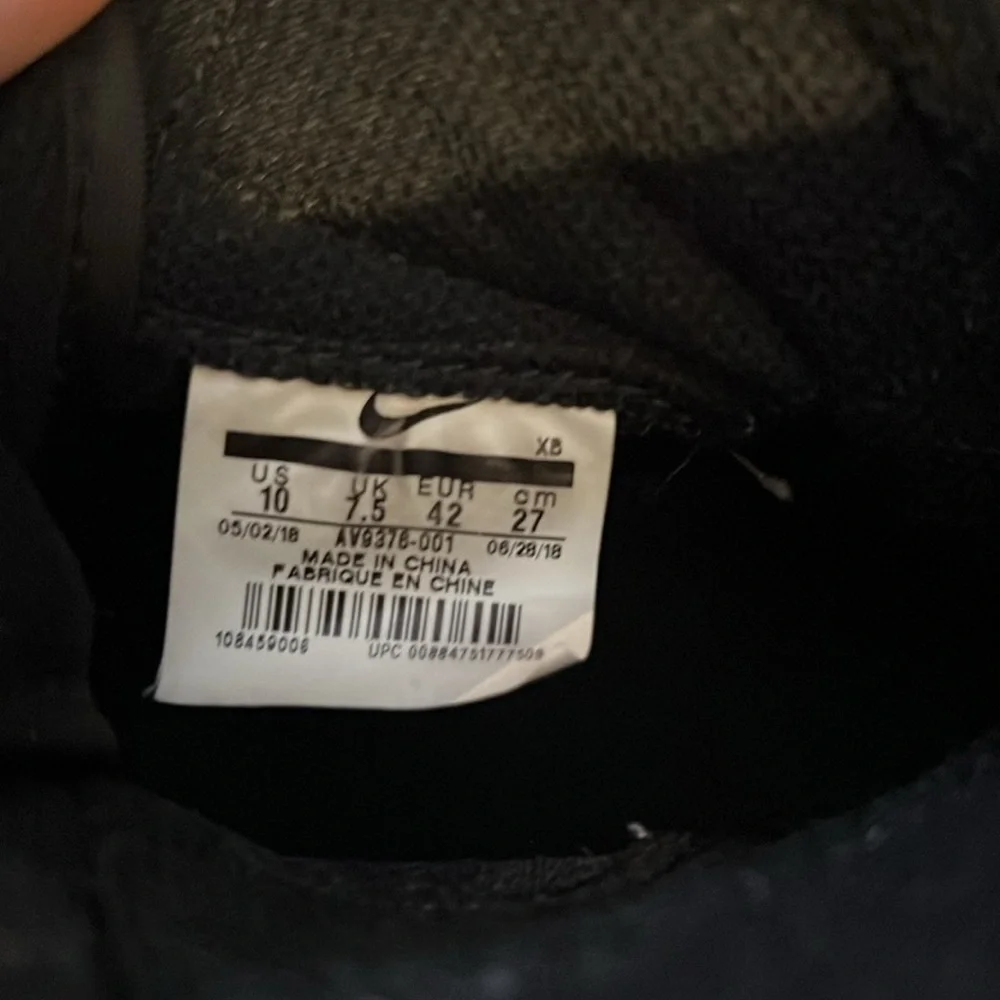 XB
US UK EUR cm
10 7.5 42 27
05/02/18 AV9376-001 06/28/18
MADE IN CHINA
FABRIQUE EN CHINE
108459006 UPC 00884751777509